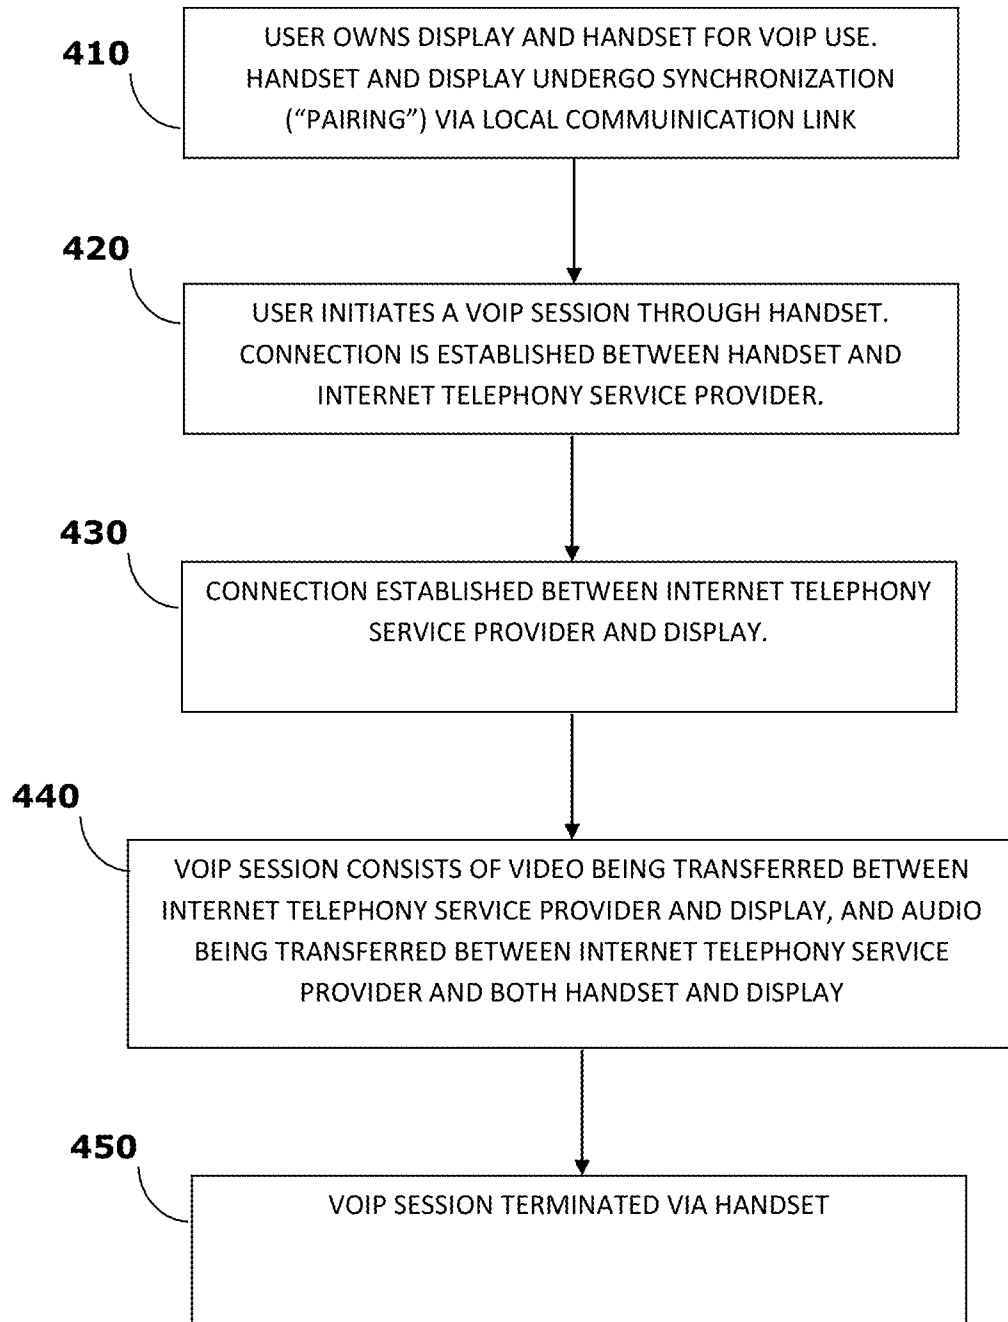 410
USER OWNS DISPLAY AND HANDSET FOR VOIP USE.
HANDSET AND DISPLAY UNDERGO SYNCHRONIZATION
(“PAIRING”) VIA LOCAL COMMUINICATION LINK
420
USER INITIATES A VOIP SESSION THROUGH HANDSET.
CONNECTION IS ESTABLISHED BETWEEN HANDSET AND
INTERNET TELEPHONY SERVICE PROVIDER.
430
CONNECTION ESTABLISHED BETWEEN INTERNET TELEPHONY
SERVICE PROVIDER AND DISPLAY.
440
VOIP SESSION CONSISTS OF VIDEO BEING TRANSFERRED BETWEEN
INTERNET TELEPHONY SERVICE PROVIDER AND DISPLAY, AND AUDIO
BEING TRANSFERRED BETWEEN INTERNET TELEPHONY SERVICE
PROVIDER AND BOTH HANDSET AND DISPLAY
450
VOIP SESSION TERMINATED VIA HANDSET